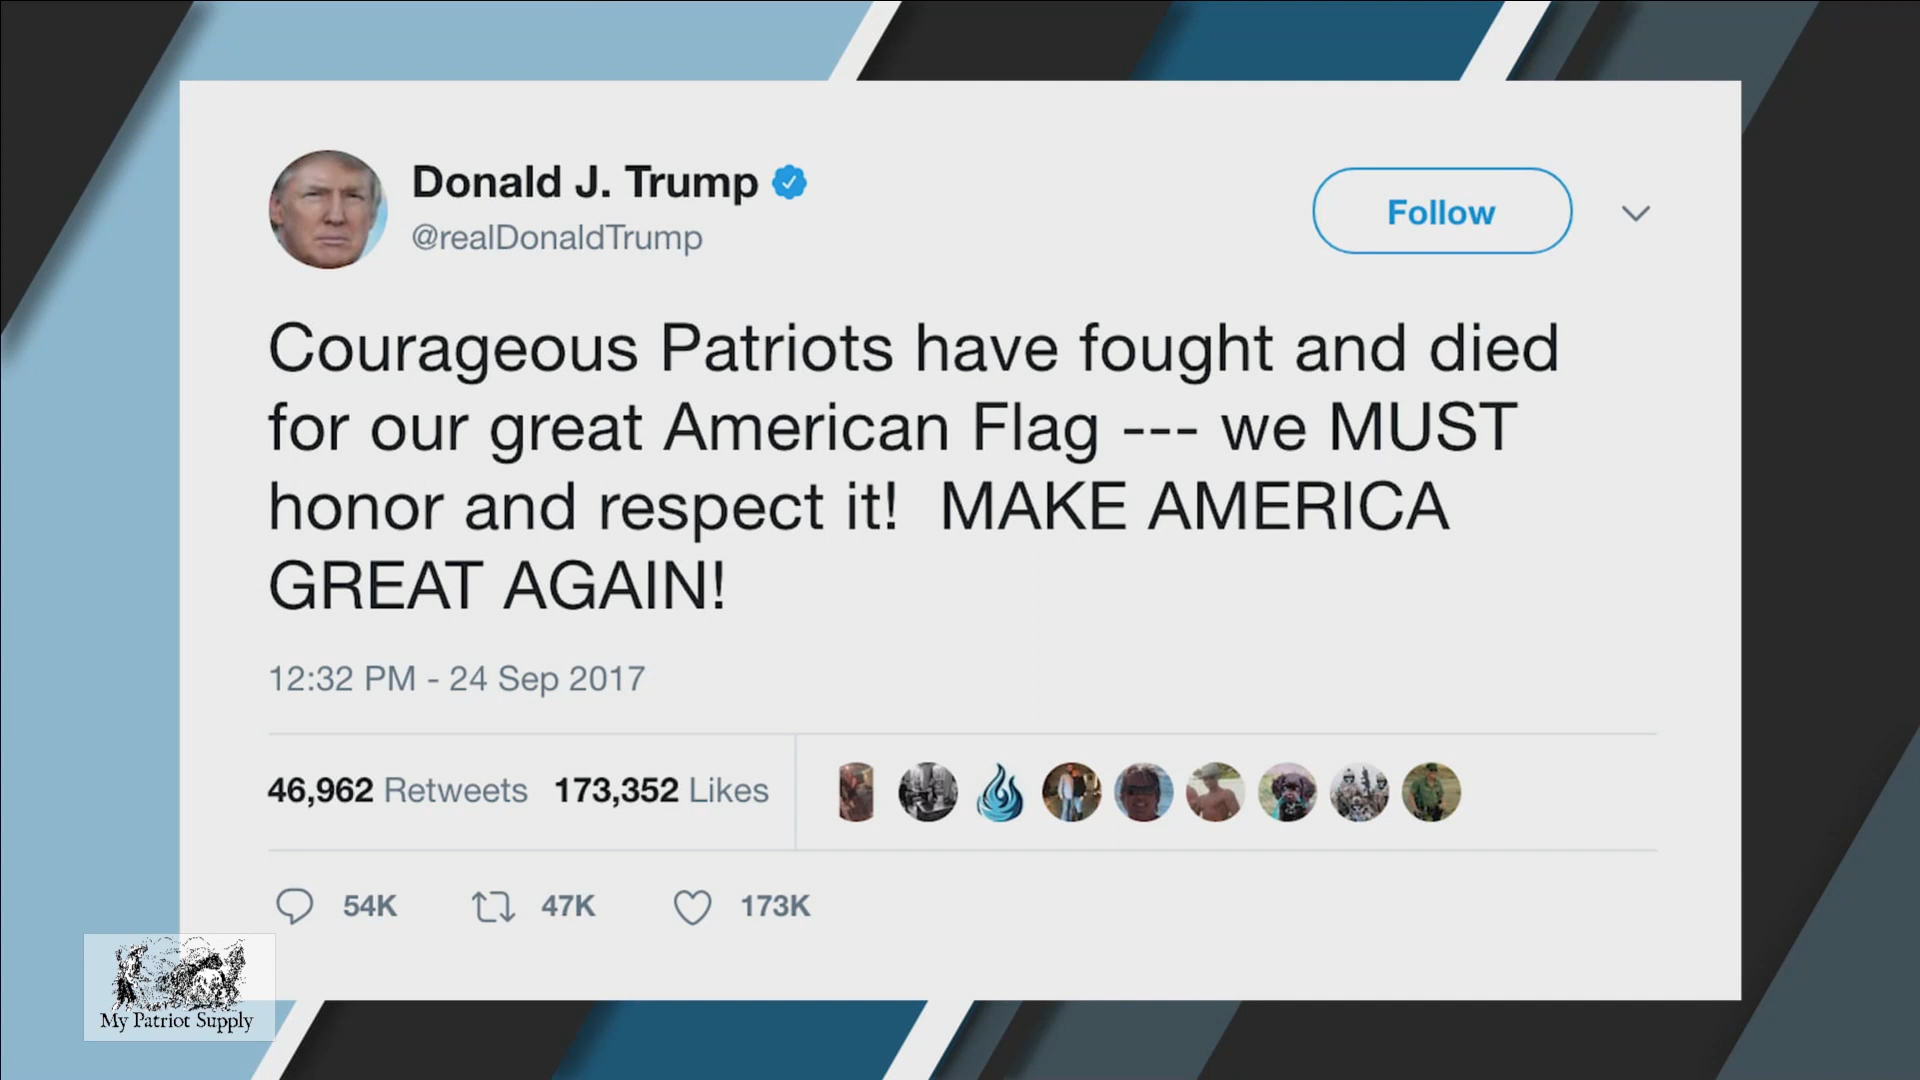 Donald J. Trump
@realDonaldTrump
Follow
Courageous Patriots have fought and died
for our great American Flag --- we MUST
honor and respect it!  MAKE AMERICA
GREAT AGAIN!
12:32 PM - 24 Sep 2017
46,962 Retweets 173,352 Likes
54K 47K 173K
My Patriot Supply